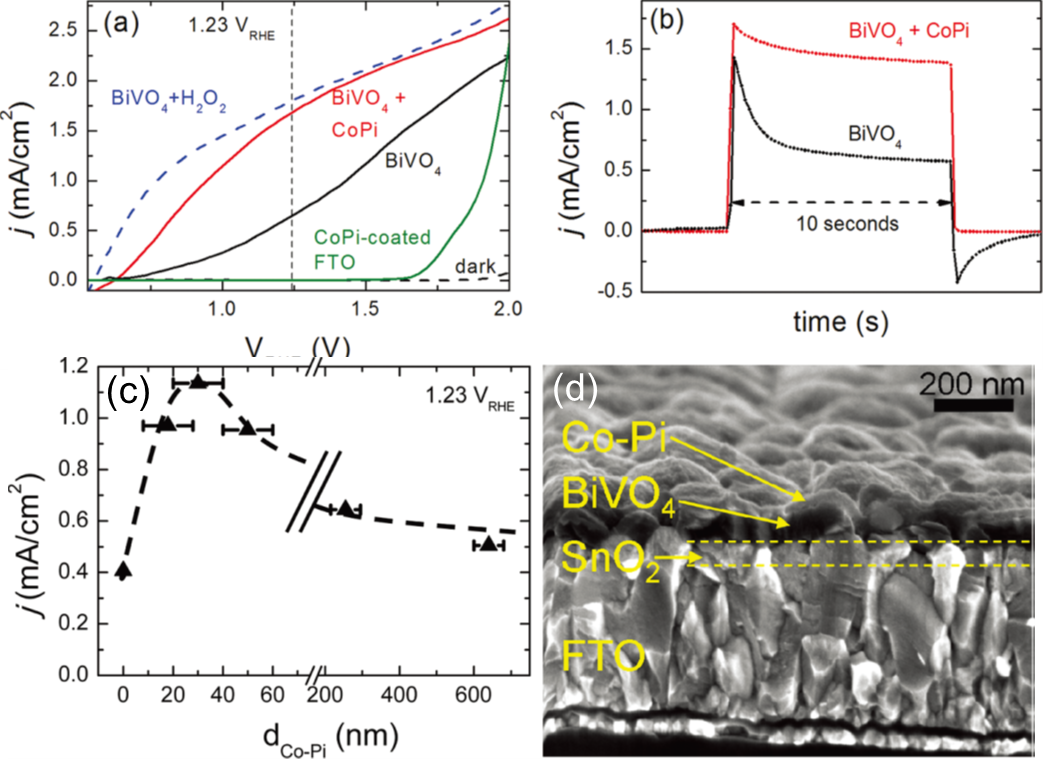 (a)
1.23 V_RHE
BiVO₄+H₂O₂
BiVO₄ +
CoPi
BiVO₄
CoPi-coated
FTO
dark
j (mA/cm²)
2.5
2.0
1.5
1.0
0.5
0.0
1.0 1.5 2.0
(V)
(b)
BiVO₄ + CoPi
BiVO₄
10 seconds
j (mA/cm²)
1.5
1.0
0.5
0.0
-0.5
time (s)
(c)
1.23 V_RHE
j (mA/cm²)
1.2
1.0
0.8
0.6
0.4
0.2
0.0
0 20 40 60 200 400 600
d_Co-Pi (nm)
(d)
200 nm
Co-Pi
BiVO₄
SnO₂
FTO